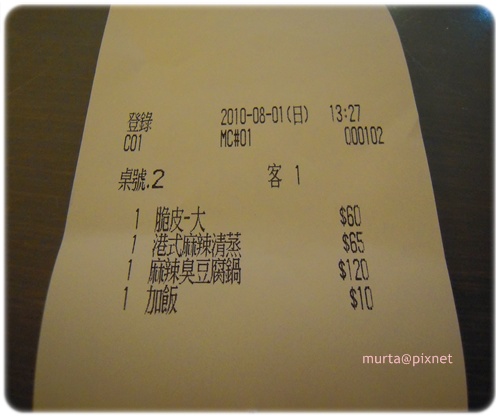 登錄 2010-08-01(日) 13:27
C01 MC#01 000102
桌號.2 客 1
1 脆皮-大 $60
1 港式麻辣清蒸 $65
1 麻辣臭豆腐鍋 $120
1 加飯 $10
murta@pixnet